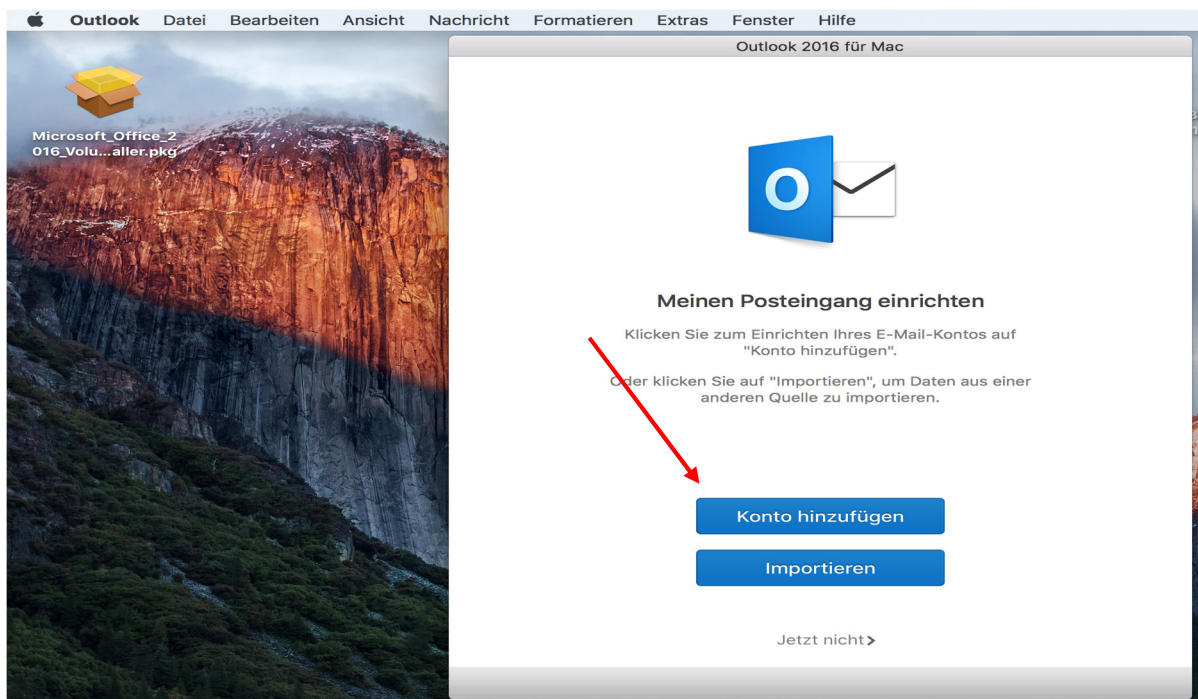 Outlook Datei Bearbeiten Ansicht Nachricht Formatieren Extras Fenster Hilfe
Outlook 2016 für Mac
Microsoft_Office_2
016_Volu...aller.pkg
O
Meinen Posteingang einrichten
Klicken Sie zum Einrichten Ihres E-Mail-Kontos auf
"Konto hinzufügen".
Oder klicken Sie auf "Importieren", um Daten aus einer
anderen Quelle zu importieren.
Konto hinzufügen
Importieren
Jetzt nicht>